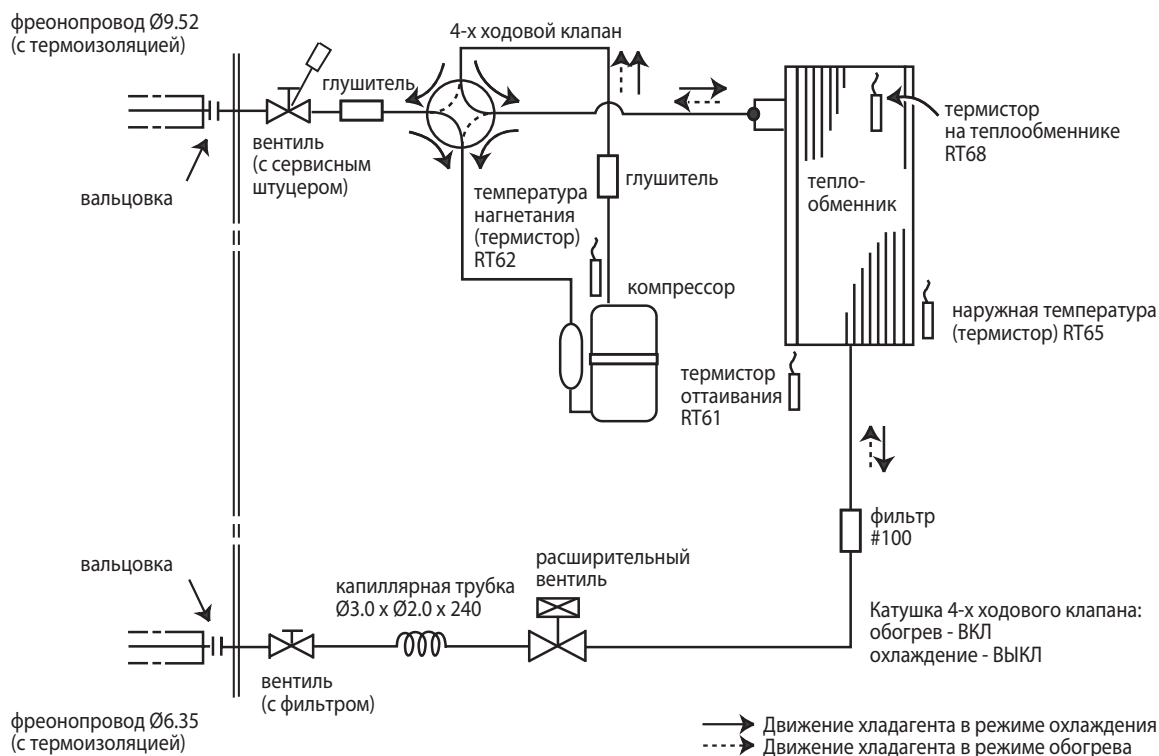 фреонопровод Ø9.52
(с термоизоляцией)
4-х ходовой клапан
глушитель
вентиль
(с сервисным
штуцером)
вальцовка
термистор
на теплообменнике
RT68
тепло-
обменник
глушитель
температура
нагнетания
(термистор)
RT62
компрессор
наружная температура
(термистор) RT65
термистор
оттаивания
RT61
фильтр
#100
вальцовка
расширительный
вентиль
капиллярная трубка
Ø3.0 x Ø2.0 x 240
Катушка 4-х ходового клапана:
обогрев - ВКЛ
охлаждение - ВЫКЛ
вентиль
(с фильтром)
фреонопровод Ø6.35
(с термоизоляцией)
Движение хладагента в режиме охлаждения
Движение хладагента в режиме обогрева